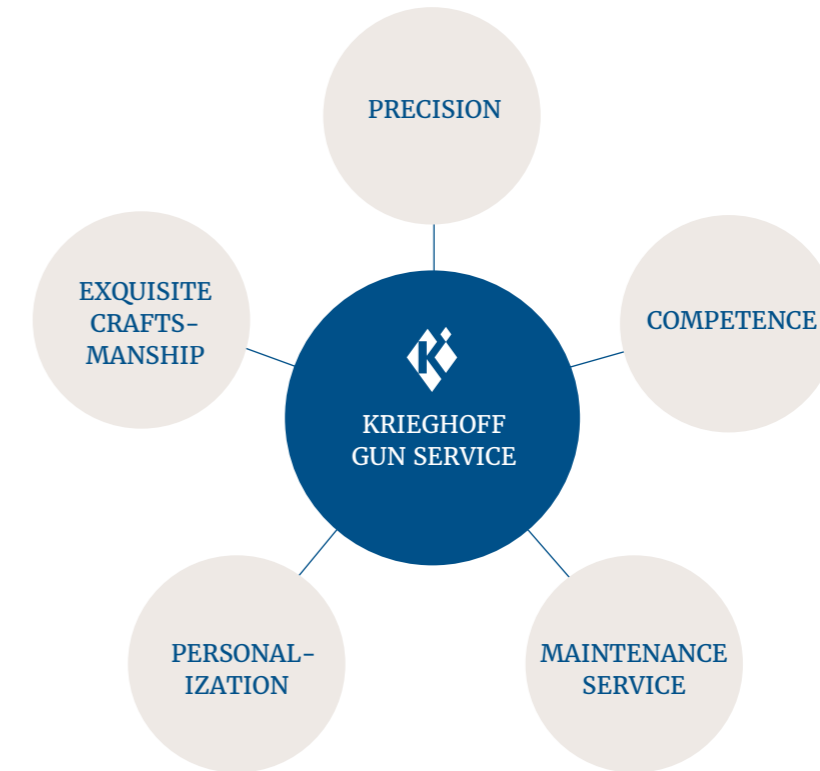 PRECISION
EXQUISITE
CRAFTS-
MANSHIP
COMPETENCE
K
KRIEGHOFF
GUN SERVICE
PERSONAL-
IZATION
MAINTENANCE
SERVICE